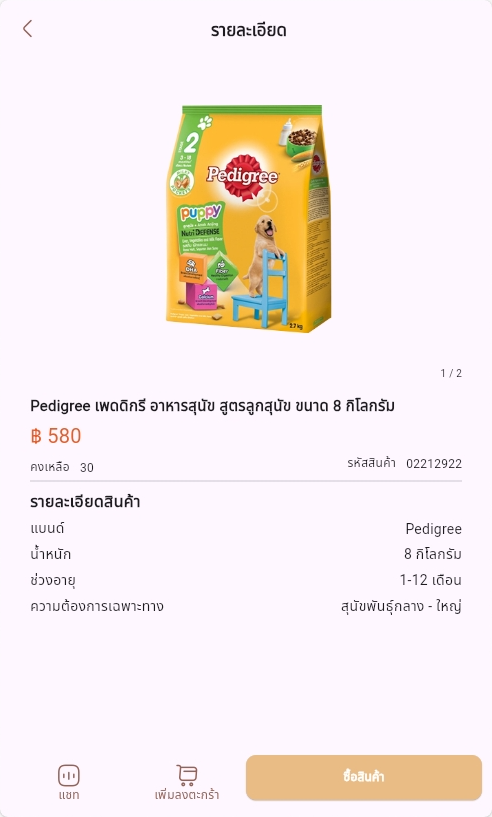 รายละเอียด
2
Pedigree
puppy
Nutri DEFENSE
DHA
Fiber
Calcium
2.7 kg
1 / 2
Pedigree เพดดิกรี อาหารสุนัข สูตรลูกสุนัข ขนาด 8 กิโลกรัม
฿ 580
คงเหลือ 30
รหัสสินค้า 02212922
รายละเอียดสินค้า
แบนด์ Pedigree
น้ำหนัก 8 กิโลกรัม
ช่วงอายุ 1-12 เดือน
ความต้องการเฉพาะทาง สุนัขพันธุ์กลาง - ใหญ่
แชท
เพิ่มลงตะกร้า
ซื้อสินค้า